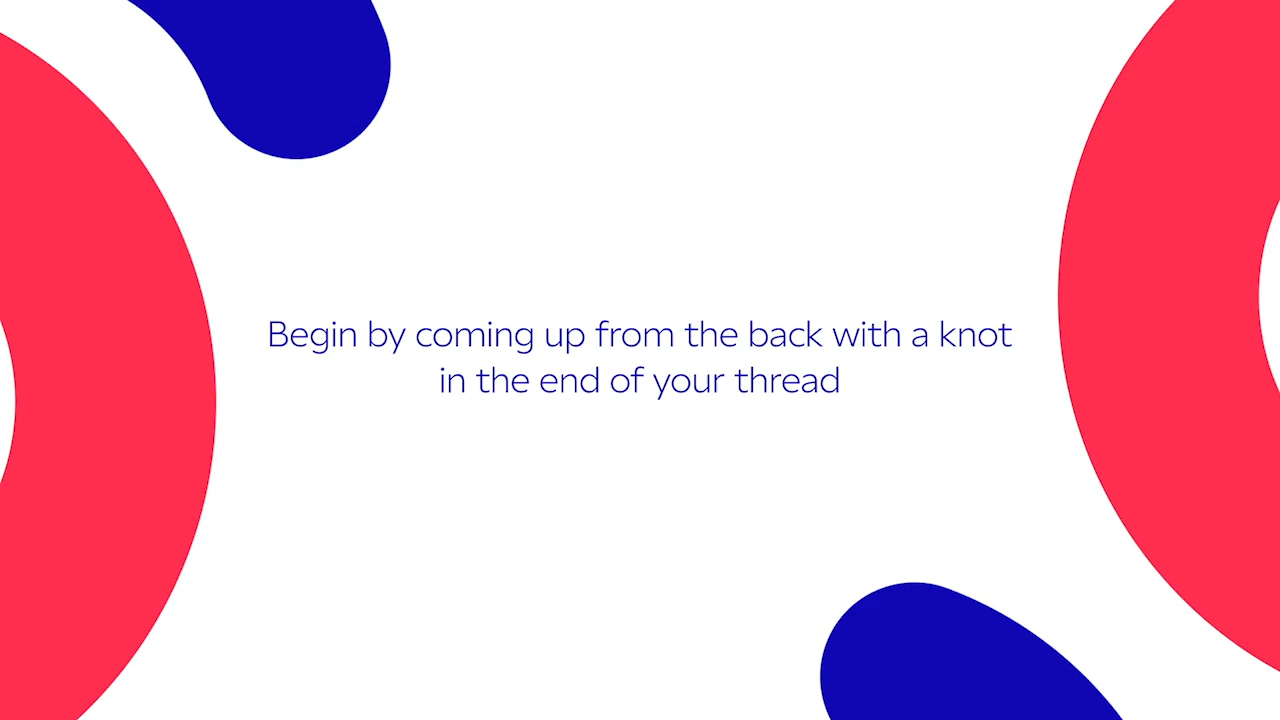 Begin by coming up from the back with a knot
in the end of your thread